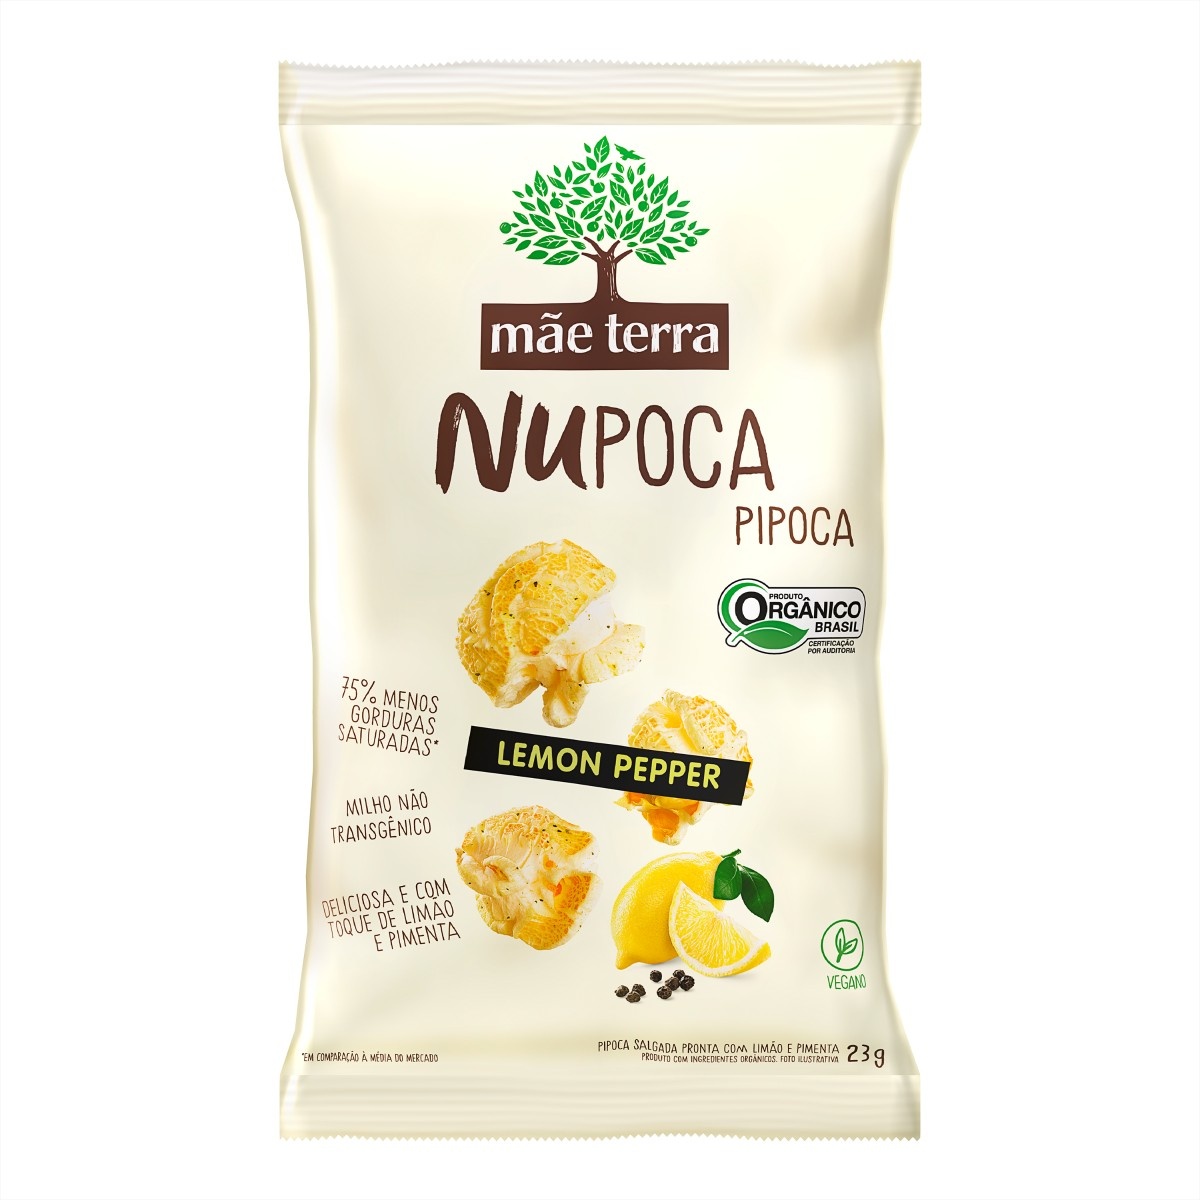 mãe terra
NUPOCA
PIPOCA
PRODUTO
ORGÂNICO
BRASIL
CERTIFICAÇÃO
POR AUDITORIA
75% MENOS
GORDURAS
SATURADAS*
LEMON PEPPER
MILHO NÃO
TRANSGÊNICO
DELICIOSA E COM
TOQUE DE LIMÃO
E PIMENTA
VEGANO
*EM COMPARAÇÃO À MÉDIA DO MERCADO
PIPOCA SALGADA PRONTA COM LIMÃO E PIMENTA
PRODUTO COM INGREDIENTES ORGÂNICOS. FOTO ILUSTRATIVA
23g